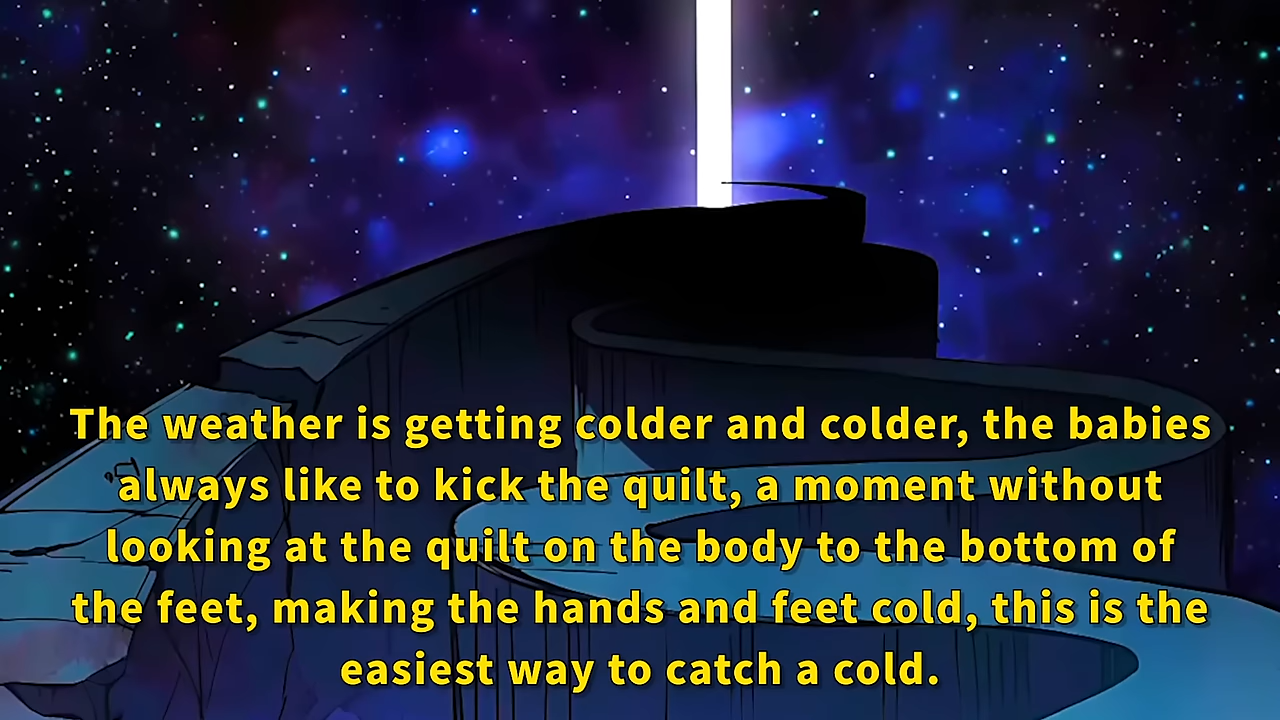 The weather is getting colder and colder, the babies
always like to kick the quilt, a moment without
looking at the quilt on the body to the bottom of
the feet, making the hands and feet cold, this is the
easiest way to catch a cold.